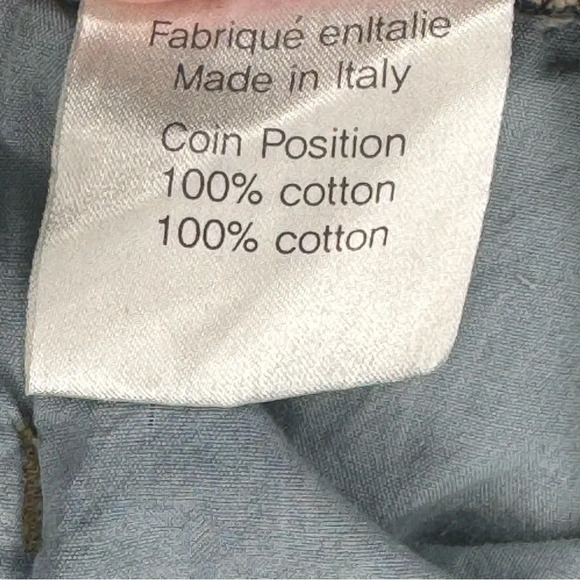 Fabriqué enItalie
Made in Italy
Coin Position
100% cotton
100% cotton